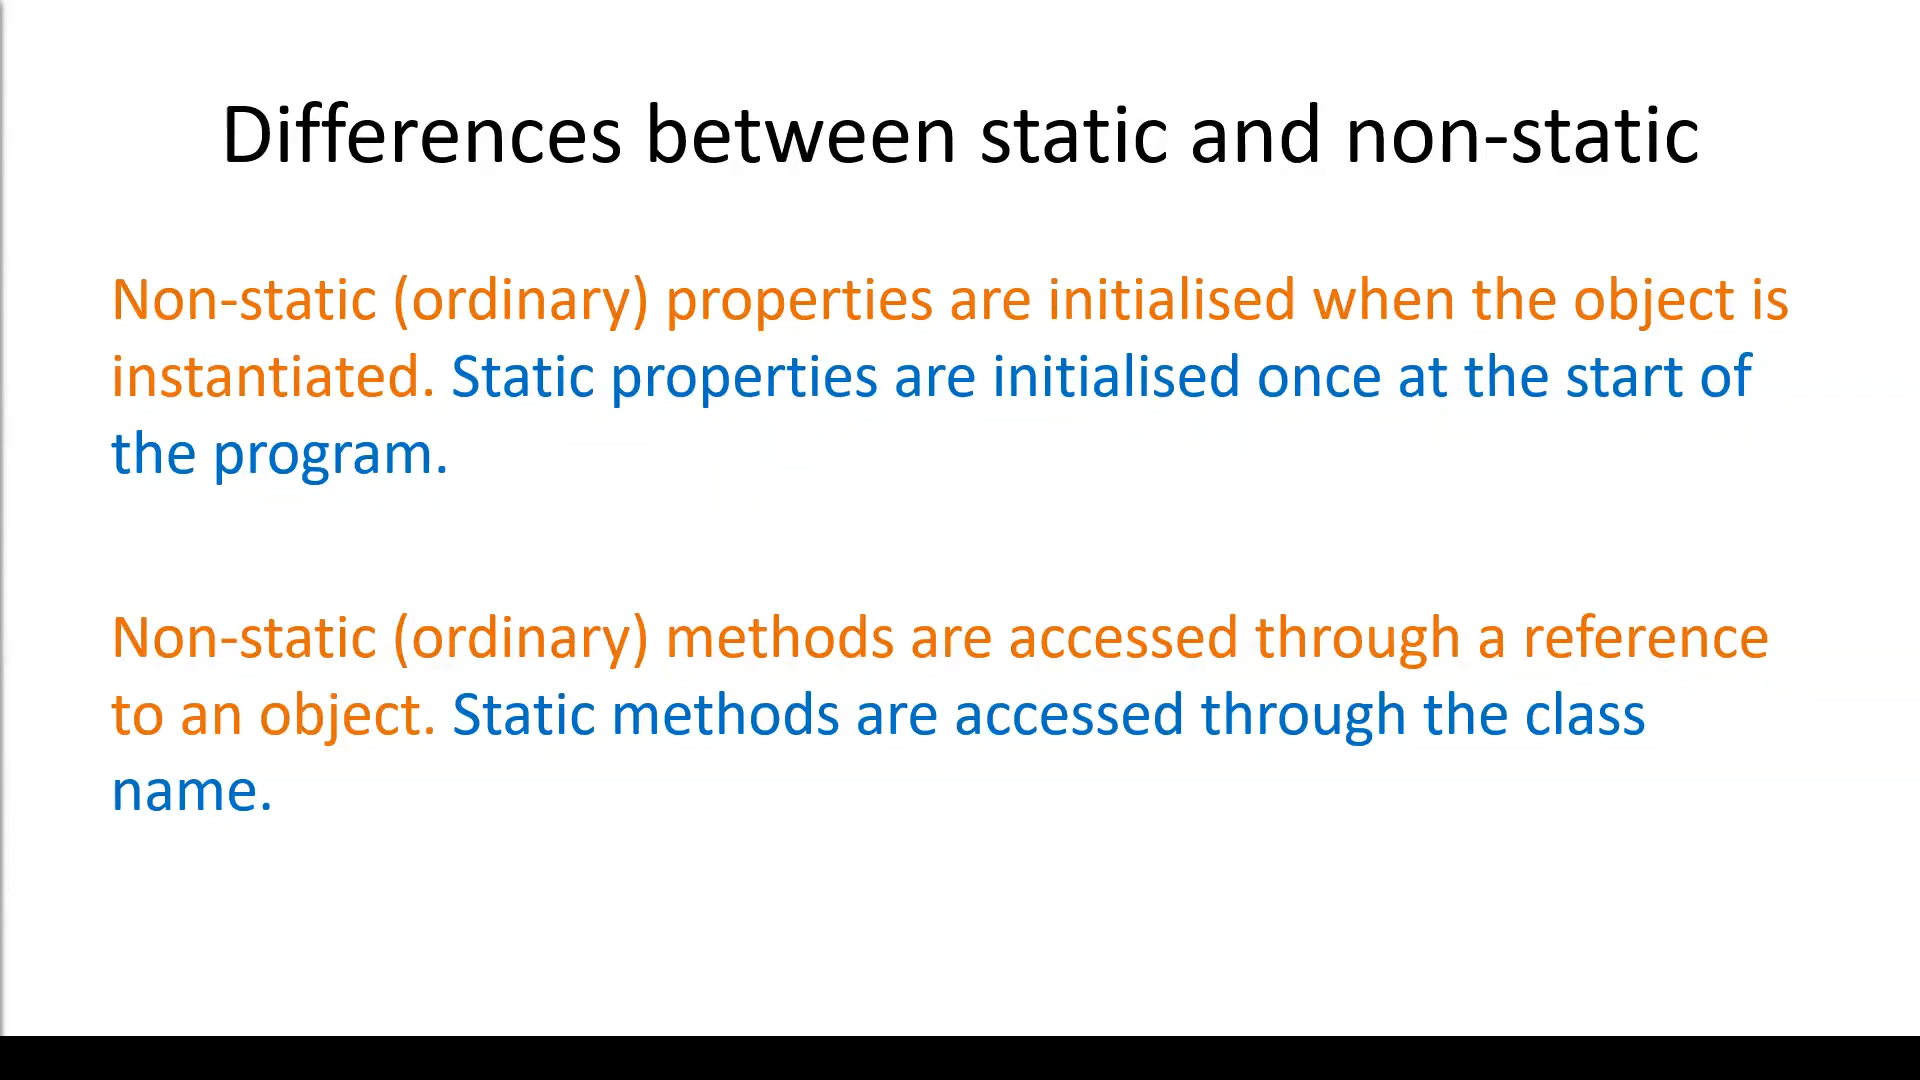 Differences between static and non-static
Non-static (ordinary) properties are initialised when the object is
instantiated. Static properties are initialised once at the start of
the program.
Non-static (ordinary) methods are accessed through a reference
to an object. Static methods are accessed through the class
name.